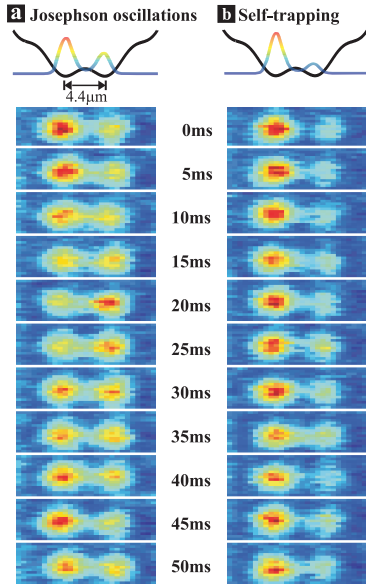 a Josephson oscillations
b Self-trapping
4.4μm
0ms
5ms
10ms
15ms
20ms
25ms
30ms
35ms
40ms
45ms
50ms